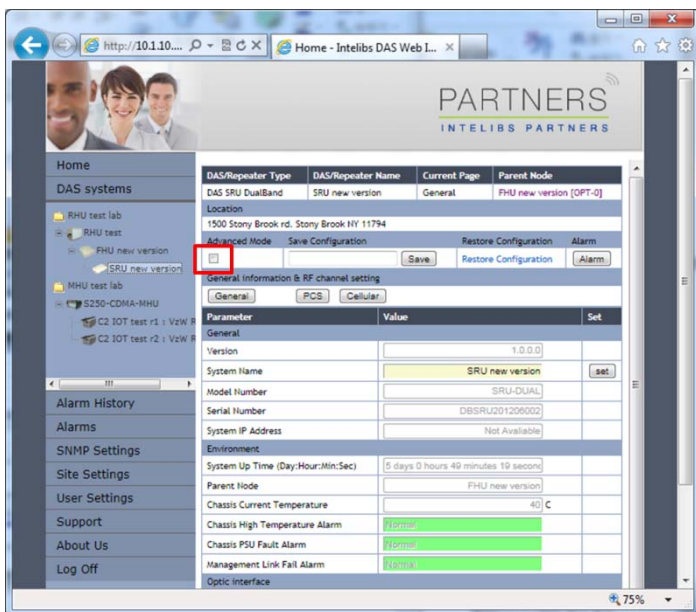 http://10.1.10....
Home - Intelibs DAS Web I...
PARTNERS
INTELIBS PARTNERS
Home
DAS systems
RHU test lab
RHU test
FHU new version
SRU new version
MHU test lab
S250-CDMA-MHU
C2 IOT test r1 : VzW R
C2 IOT test r2 : VzW R
Alarm History
Alarms
SNMP Settings
Site Settings
User Settings
Support
About Us
Log Off
DAS/Repeater Type DAS/Repeater Name Current Page Parent Node
DAS SRU DualBand SRU new version General FHU new version [OPT-0]
Location
1500 Stony Brook rd. Stony Brook NY 11794
Advanced Mode Save Configuration Restore Configuration Alarm
Save Restore Configuration Alarm
General information & RF channel setting
General PCS Cellular
Parameter Value Set
General
Version 1.0.0.0
System Name SRU new version set
Model Number SRU-DUAL
Serial Number DBSRU201206002
System IP Address Not Avaliable
Environment
System Up Time (Day:Hour:Min:Sec) 5 days 0 hours 49 minutes 19 second
Parent Node FHU new version
Chassis Current Temperature 40 C
Chassis High Temperature Alarm Normal
Chassis PSU Fault Alarm Normal
Management Link Fail Alarm Normal
Optic interface
75%